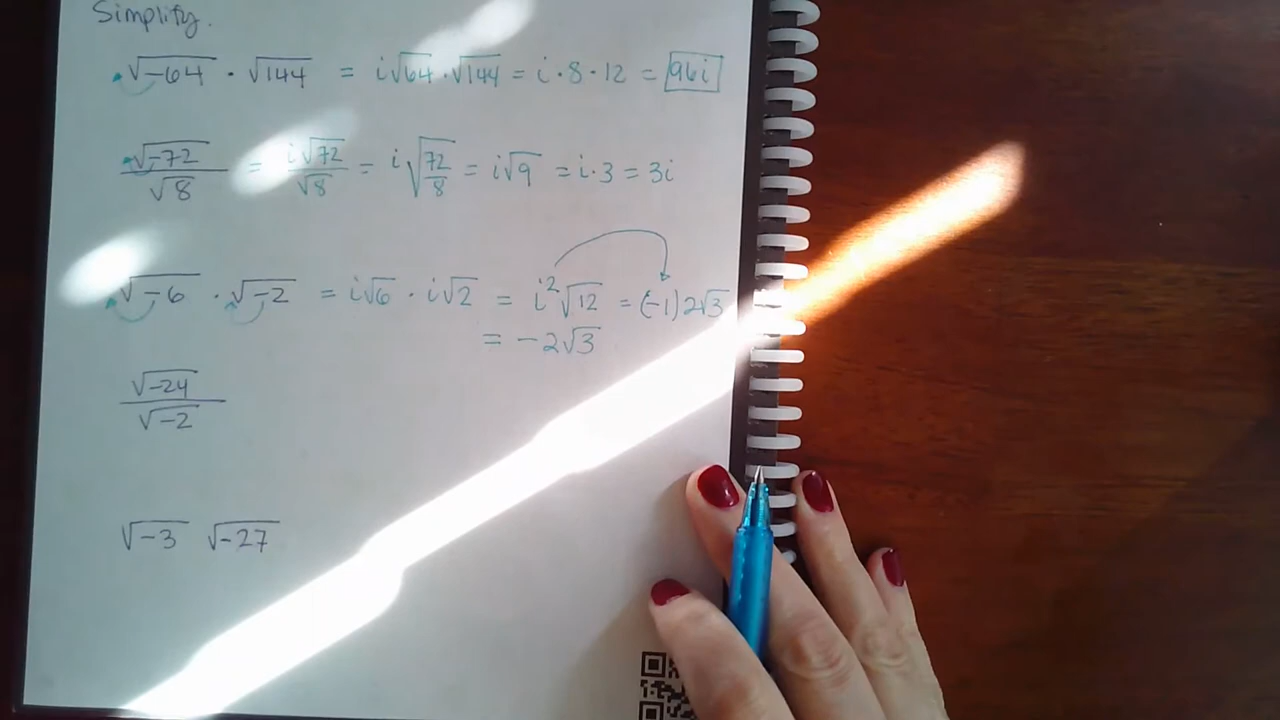 Simplify.
√-64 · √144 = i√64 · √144 = i · 8 · 12 = 96i
√-72/√8 = i√72/√8 = i√72/8 = i√9 = i·3 = 3i
√-6 · √-2 = i√6 · i√2 = i²√12 = (-1)2√3
= -2√3
√-24/√-2
√-3 √-27